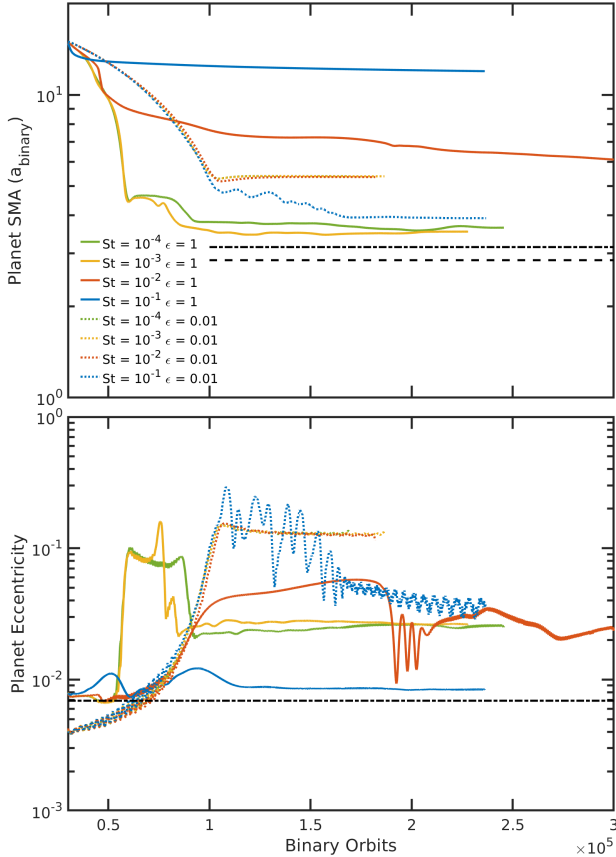 Planet SMA (a_binary)
10^1
10^0
St = 10^-4 ϵ = 1
St = 10^-3 ϵ = 1
St = 10^-2 ϵ = 1
St = 10^-1 ϵ = 1
St = 10^-4 ϵ = 0.01
St = 10^-3 ϵ = 0.01
St = 10^-2 ϵ = 0.01
St = 10^-1 ϵ = 0.01
Planet Eccentricity
10^0
10^-1
10^-2
10^-3
0.5 1 1.5 2 2.5 3
Binary Orbits
×10^5